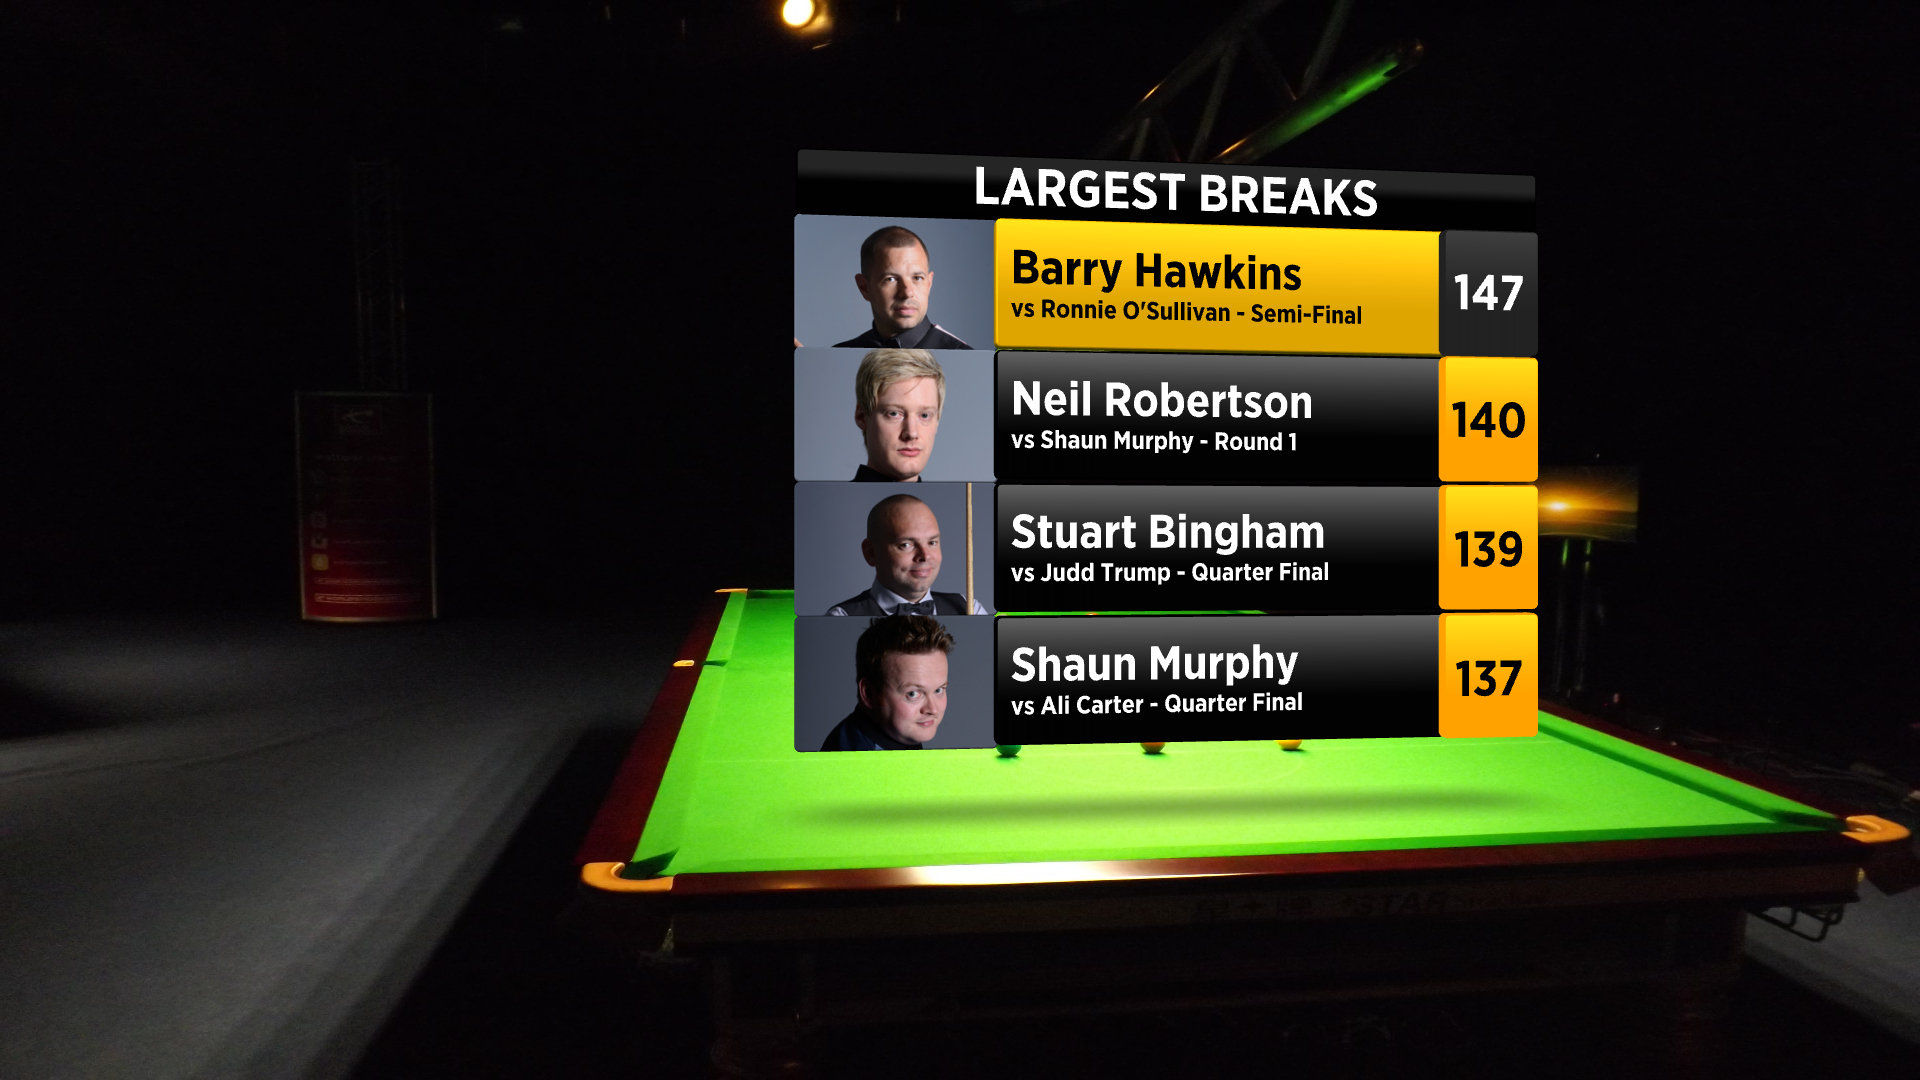 LARGEST BREAKS
Barry Hawkins
vs Ronnie O'Sullivan - Semi-Final
147
Neil Robertson
vs Shaun Murphy - Round 1
140
Stuart Bingham
vs Judd Trump - Quarter Final
139
Shaun Murphy
vs Ali Carter - Quarter Final
137
STAR